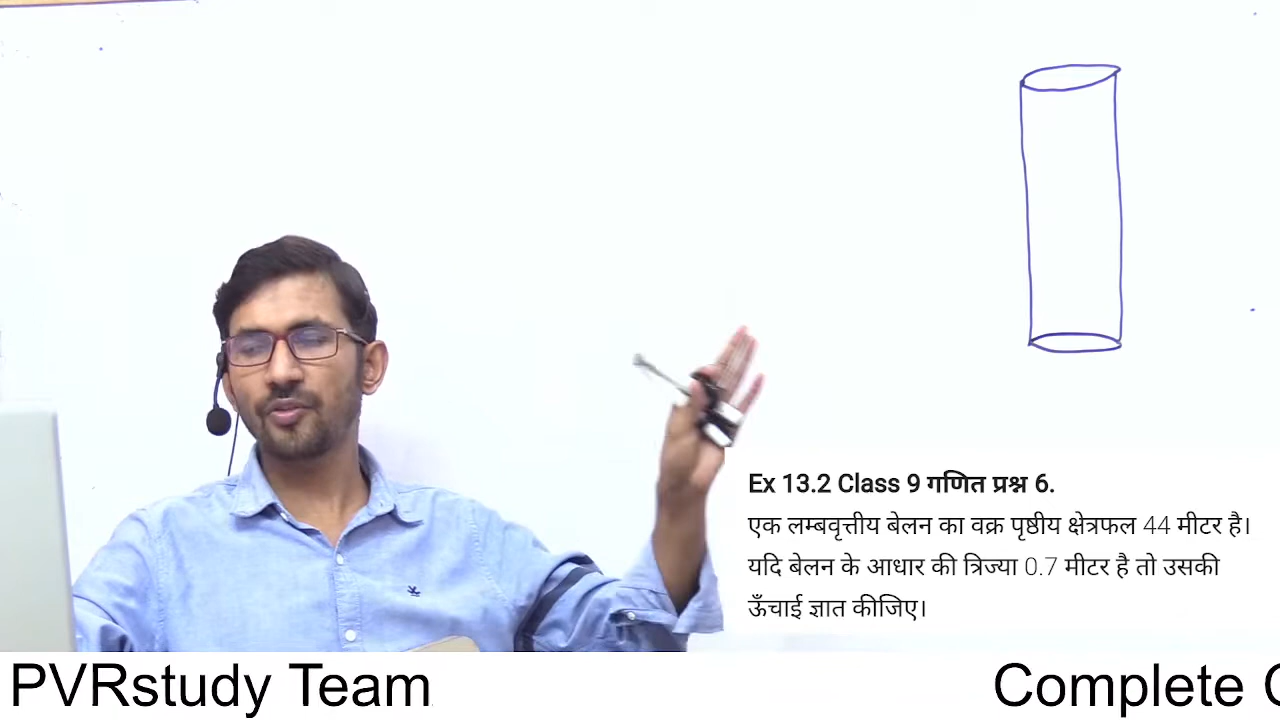 Ex 13.2 Class 9 गणित प्रश्न 6.
एक लम्बवृत्तीय बेलन का वक्र पृष्ठीय क्षेत्रफल 44 मीटर है।
यदि बेलन के आधार की त्रिज्या 0.7 मीटर है तो उसकी
ऊँचाई ज्ञात कीजिए।
PVRstudy Team
Complete